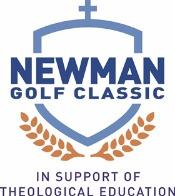 NEWMAN
GOLF CLASSIC
IN SUPPORT OF
THEOLOGICAL EDUCATION